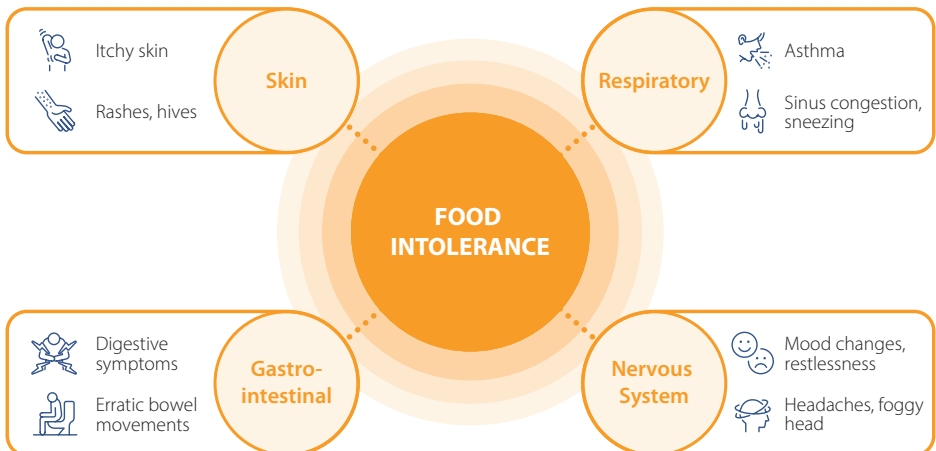 Skin
Itchy skin
Rashes, hives
Respiratory
Asthma
Sinus congestion,
sneezing
FOOD
INTOLERANCE
Gastro-
intestinal
Digestive
symptoms
Erratic bowel
movements
Nervous
System
Mood changes,
restlessness
Headaches, foggy
head